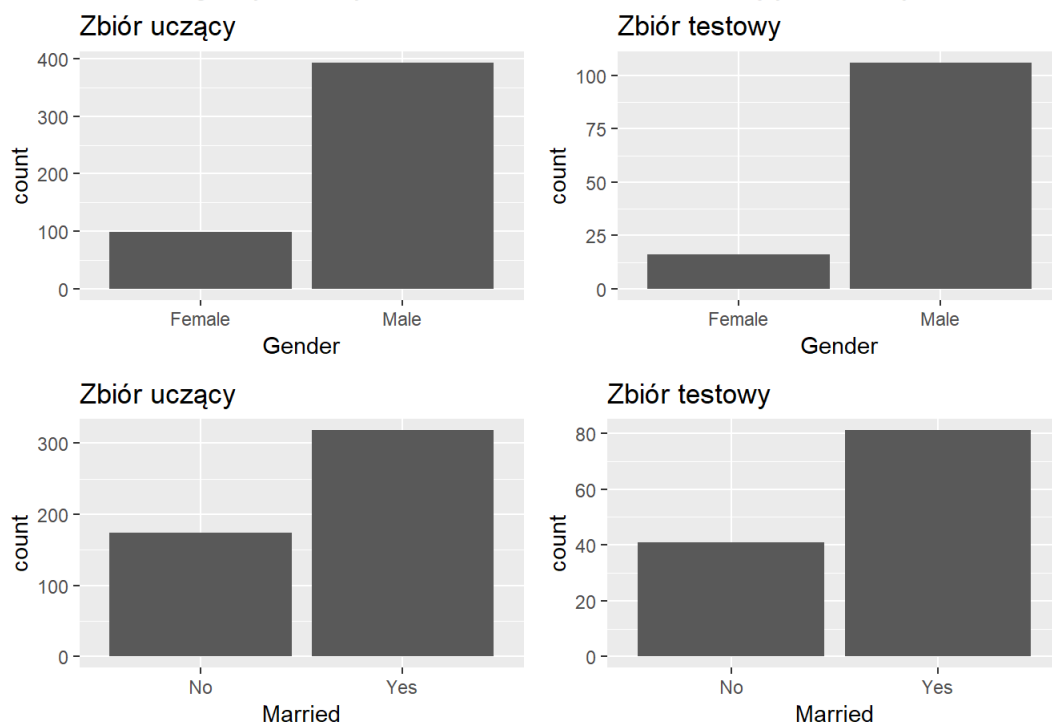 Zbiór uczący
count
400
300
200
100
0
Female Male
Gender
Zbiór testowy
count
100
75
50
25
0
Female Male
Gender
Zbiór uczący
count
300
200
100
0
No Yes
Married
Zbiór testowy
count
80
60
40
20
0
No Yes
Married